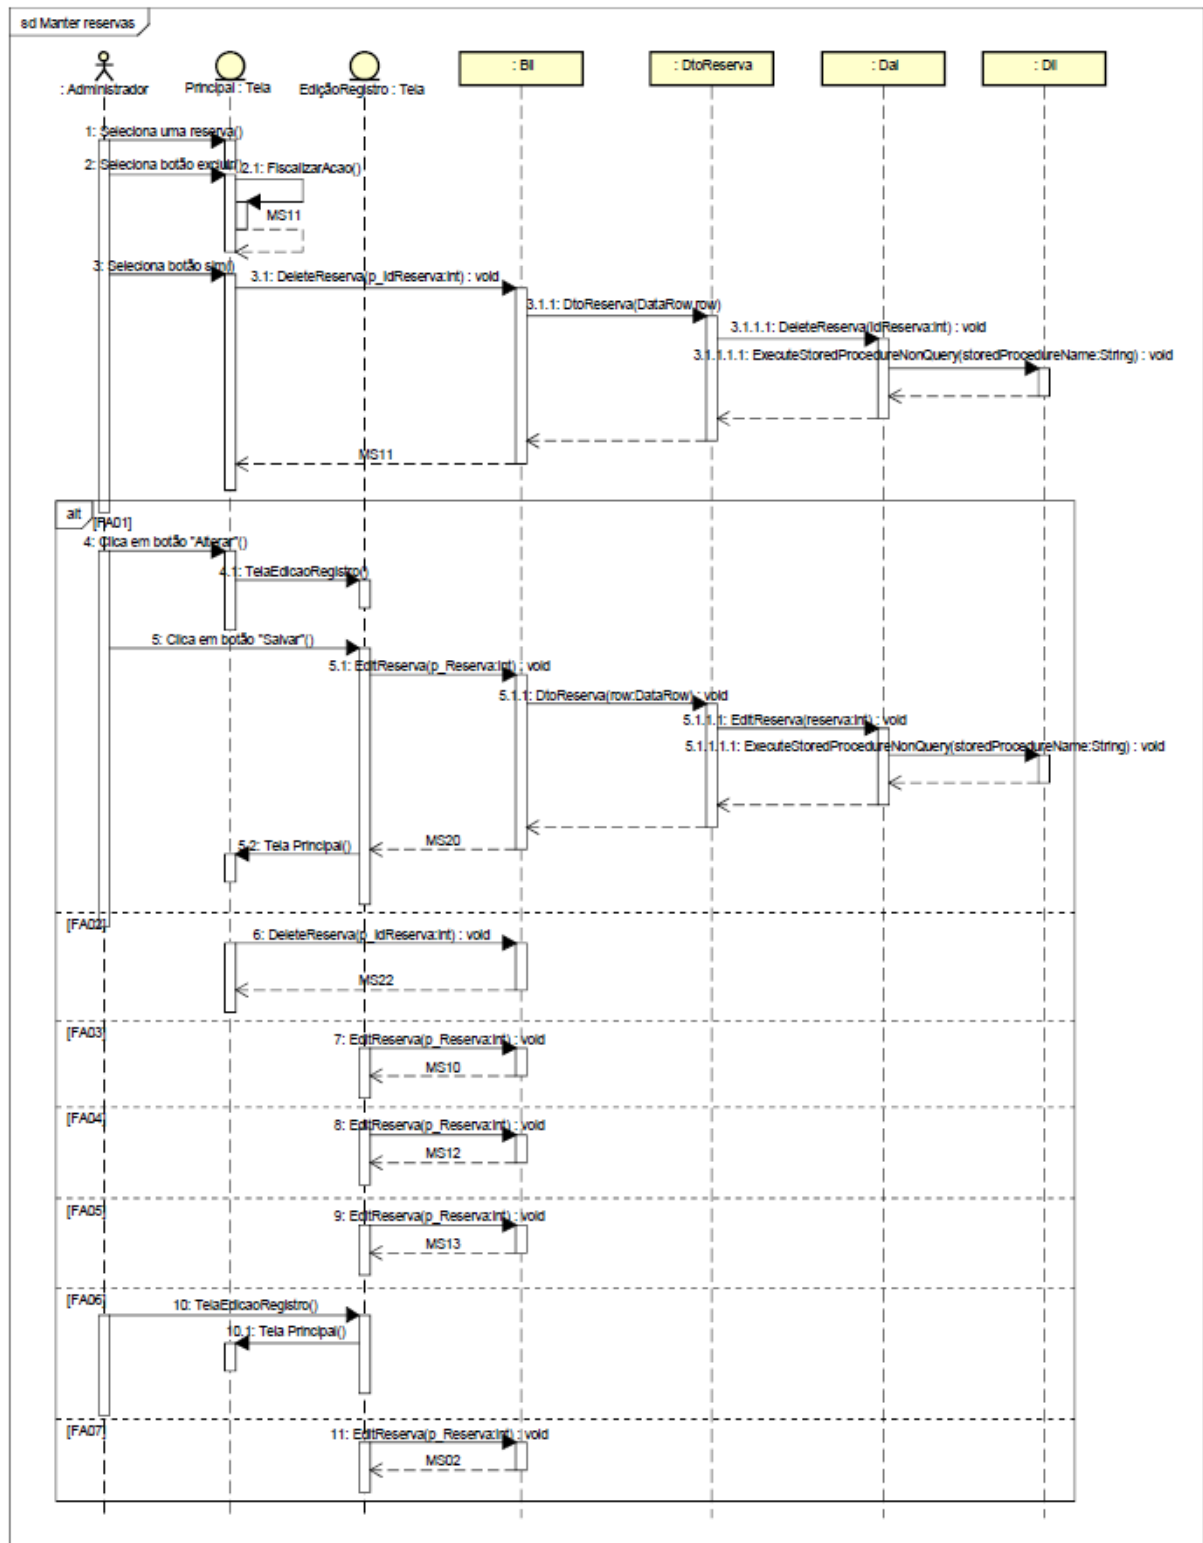 sd Manter reservas
: Administrador
Principal : Tela
EdiçãoRegistro : Tela
: Bll
: DtoReserva
: Dal
: Dll
1: Seleciona uma reserva()
2: Seleciona botão excluir()
2.1: FiscalizarAcao()
MS11
3: Seleciona botão sim()
3.1: DeleteReserva(p_IdReserva:int) : void
3.1.1: DtoReserva(DataRow row)
3.1.1.1: DeleteReserva(idReserva:int) : void
3.1.1.1.1: ExecuteStoredProcedureNonQuery(storedProcedureName:String) : void
MS11
alt
[FA01]
4: Clica em botão "Alterar"()
4.1: TelaEdicaoRegistro()
5: Clica em botão "Salvar"()
5.1: EditReserva(p_Reserva:int) : void
5.1.1: DtoReserva(row:DataRow) : void
5.1.1.1: EditReserva(reserva:int) : void
5.1.1.1.1: ExecuteStoredProcedureNonQuery(storedProcedureName:String) : void
MS20
5.2: Tela Principal()
[FA02]
6: DeleteReserva(p_IdReserva:int) : void
MS22
[FA03]
7: EditReserva(p_Reserva:int) : void
MS10
[FA04]
8: EditReserva(p_Reserva:int) : void
MS12
[FA05]
9: EditReserva(p_Reserva:int) : void
MS13
[FA06]
10: TelaEdicaoRegistro()
10.1: Tela Principal()
[FA07]
11: EditReserva(p_Reserva:int) : void
MS02